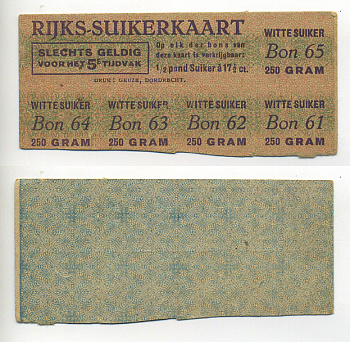 RIJKS-SUIKERKAART
SLECHTS GELDIG
VOOR HET 5E TIJDVAK
Op elk der bons van
deze kaart is verkrijgbaar:
1/2 pond Suiker à 17½ ct.
DRUK: GEUZE, DORDRECHT.
WITTE SUIKER
Bon 65
250 GRAM
WITTE SUIKER
Bon 64
250 GRAM
WITTE SUIKER
Bon 63
250 GRAM
WITTE SUIKER
Bon 62
250 GRAM
WITTE SUIKER
Bon 61
250 GRAM